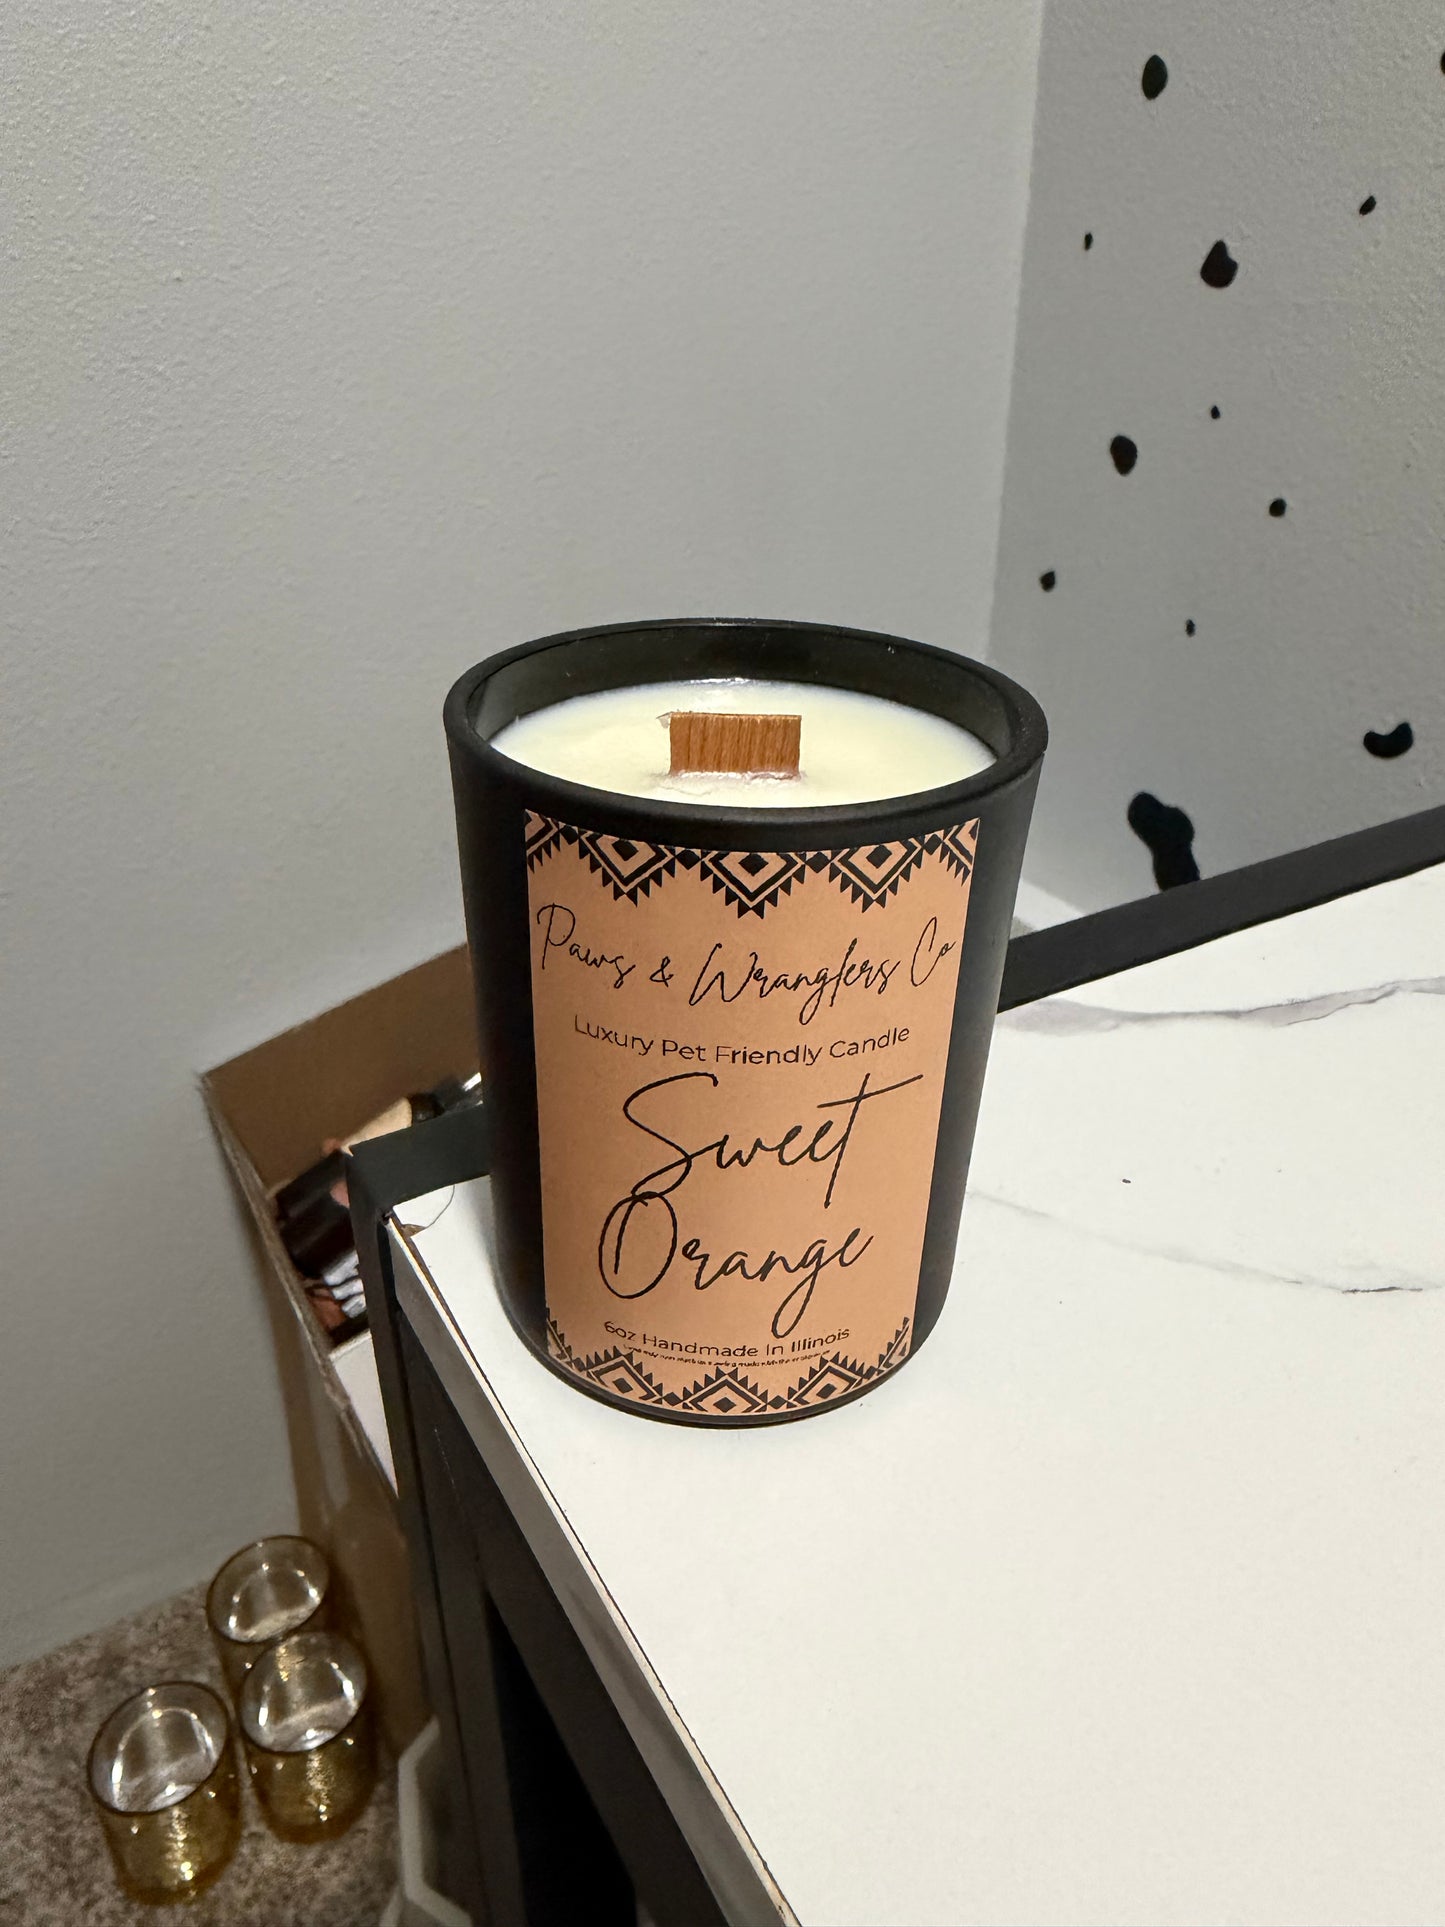 Paws & Wranglers Co
Luxury Pet Friendly Candle
Sweet
Orange
6oz Handmade In Illinois